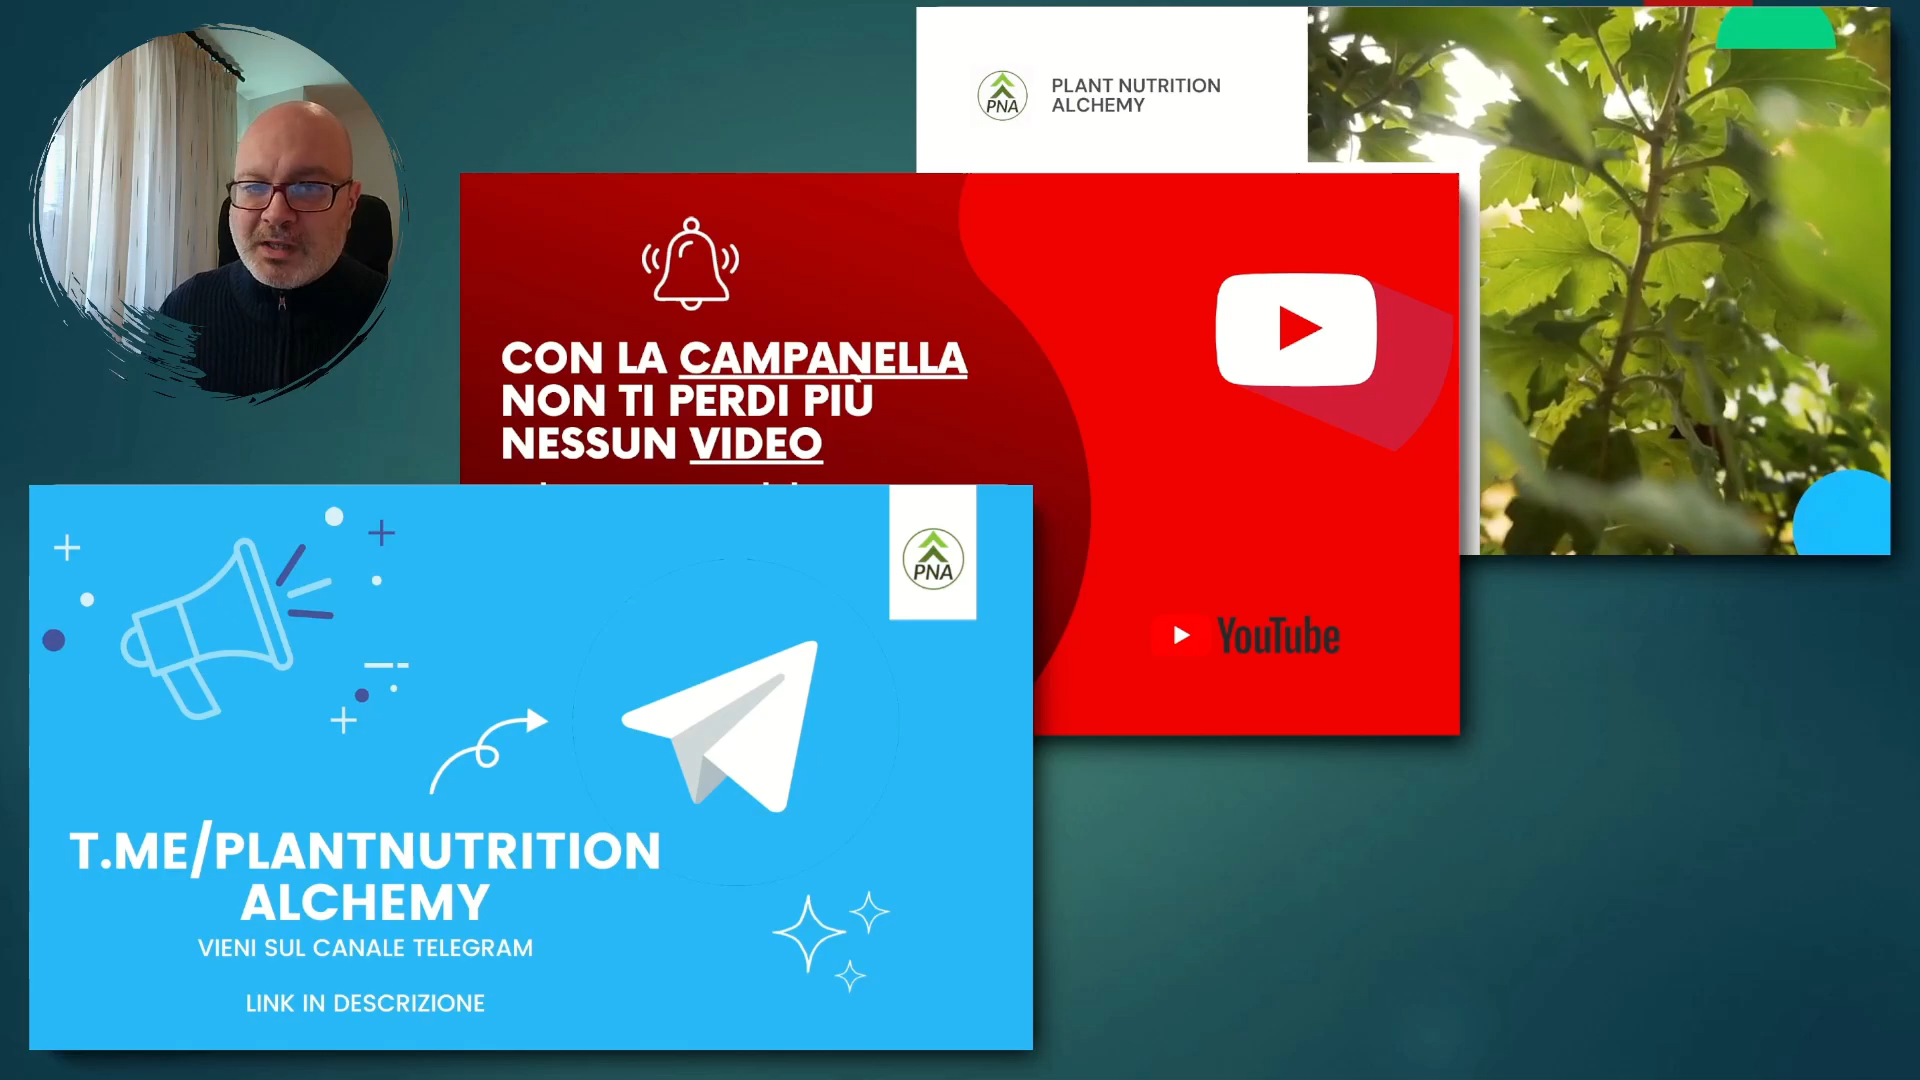 PNA
PLANT NUTRITION
ALCHEMY
CON LA CAMPANELLA
NON TI PERDI PIÙ
NESSUN VIDEO
YouTube
PNA
T.ME/PLANTNUTRITION
ALCHEMY
VIENI SUL CANALE TELEGRAM
LINK IN DESCRIZIONE